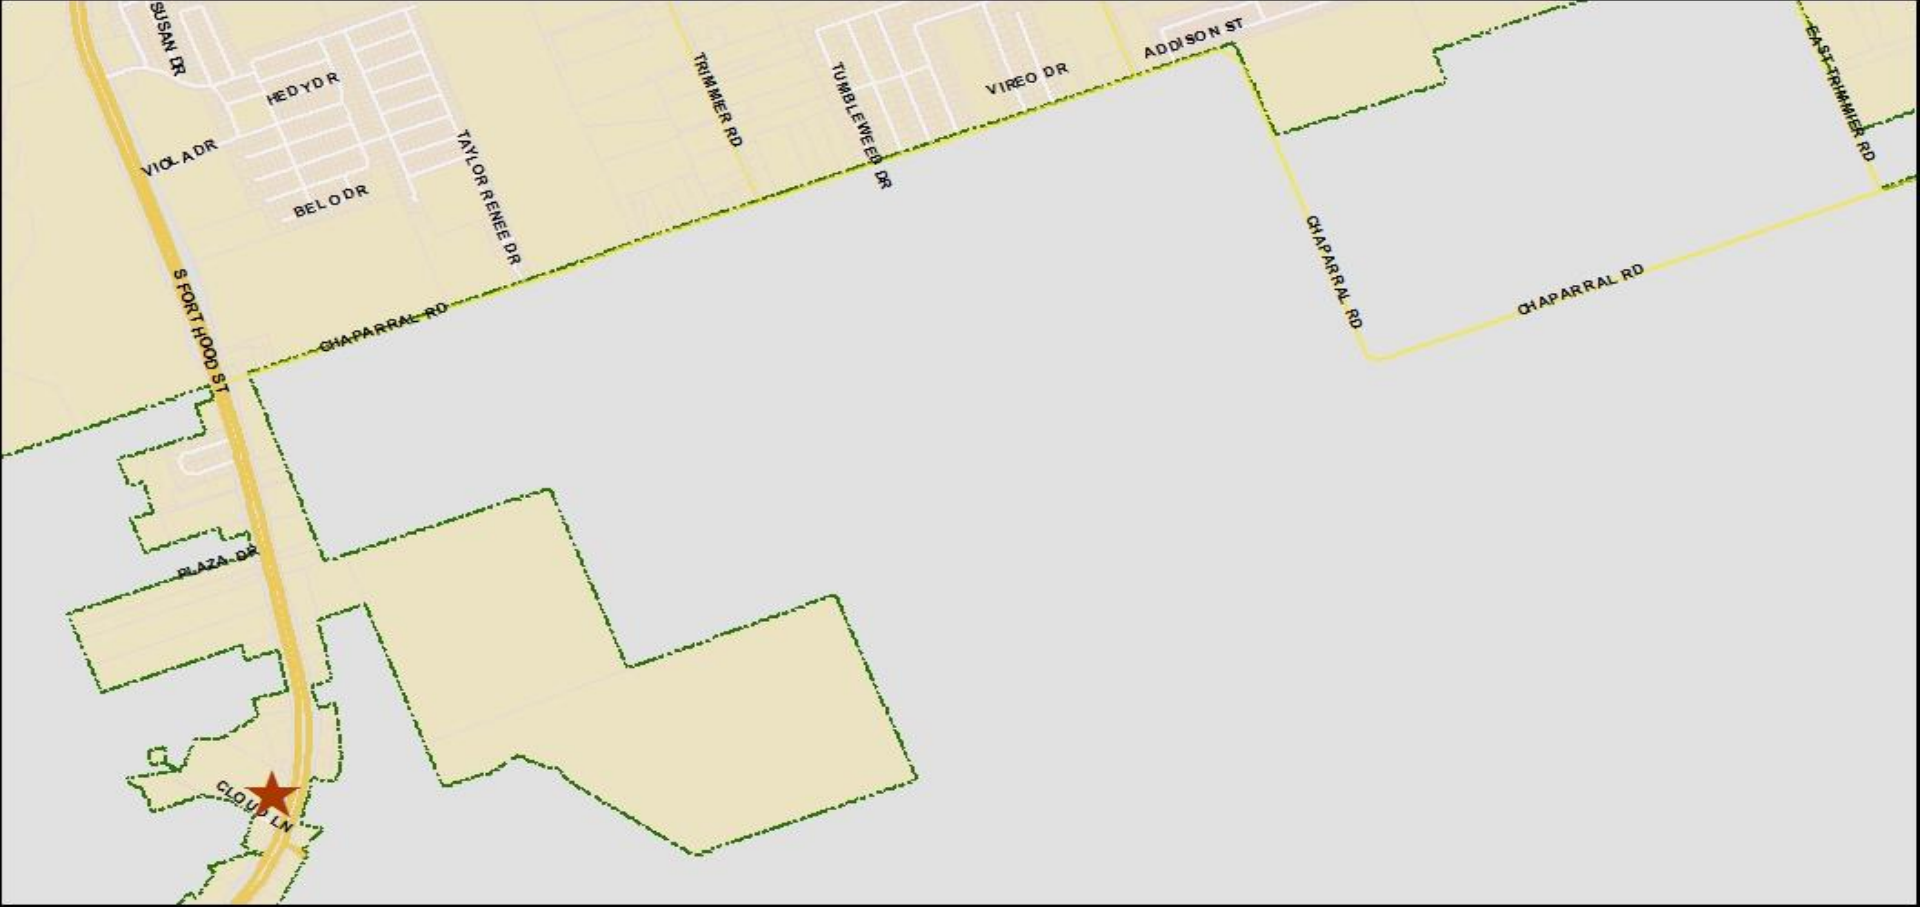 SUSAN DR
HEDY DR
VIOLA DR
BELO DR
TAYLOR RENEE DR
TRIMMIER RD
TUMBLEWEED DR
VIREO DR
ADDISON ST
EAST TRIMMIER RD
S FORT HOOD ST
CHAPARRAL RD
CHAPARRAL RD
CHAPARRAL RD
PLAZA DR
CLOUD LN